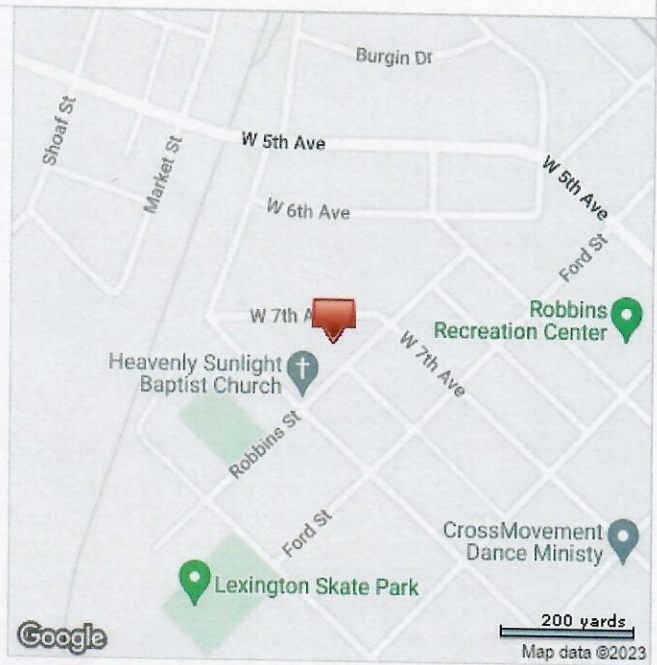 Burgin Dr
Shoaf St
Market St
W 5th Ave
W 5th Ave
W 6th Ave
Ford St
Robbins
Recreation Center
W 7th A
W 7th Ave
Heavenly Sunlight
Baptist Church
Robbins St
Ford St
CrossMovement
Dance Ministy
Lexington Skate Park
200 yards
Google
Map data ©2023